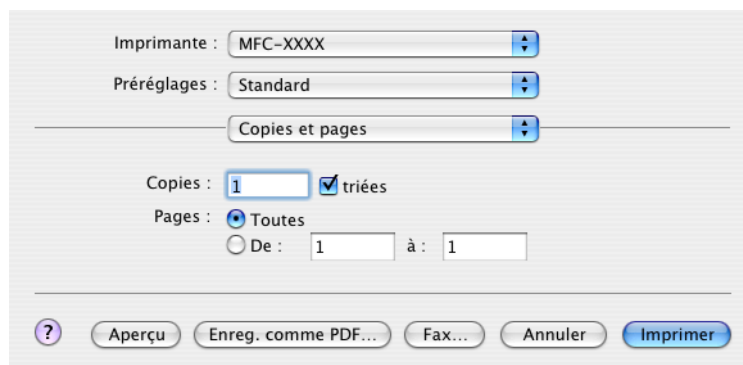 Imprimante : MFC-XXXX
Préréglages : Standard
Copies et pages
Copies : 1 triées
Pages : Toutes
De : 1 à : 1
? Aperçu Enreg. comme PDF... Fax... Annuler Imprimer